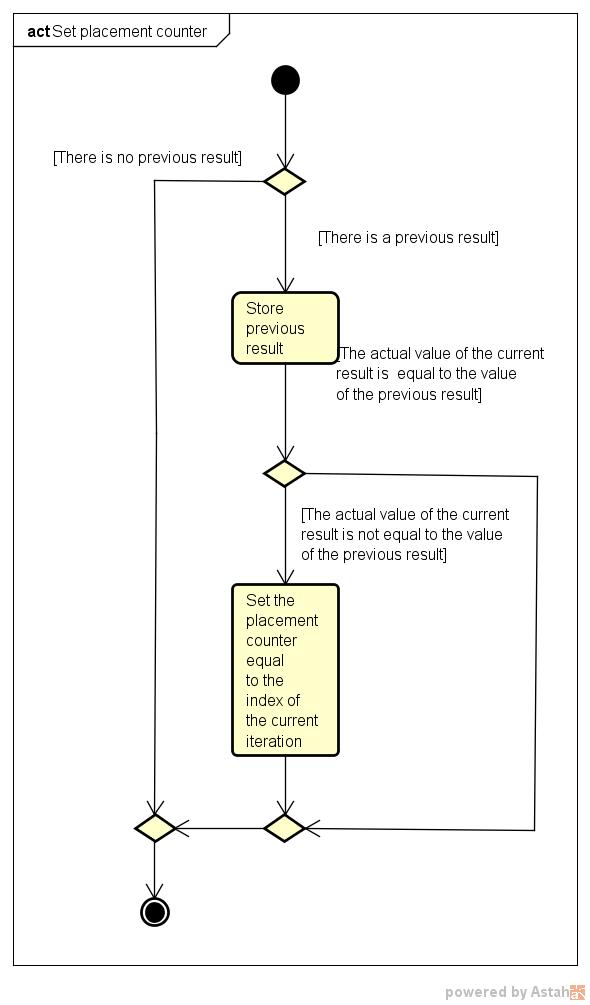 act Set placement counter
[There is no previous result]
[There is a previous result]
Store
previous
result
[The actual value of the current
result is  equal to the value
of the previous result]
[The actual value of the current
result is not equal to the value
of the previous result]
Set the
placement
counter
equal
to the
index of
the current
iteration
powered by Astah